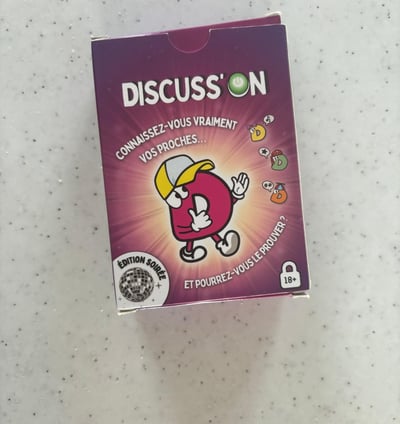 DISCUSS'ON
CONNAISSEZ-VOUS VRAIMENT
VOS PROCHES...
ÉDITION SOIRÉE
ET POURREZ-VOUS LE PROUVER ?
18+